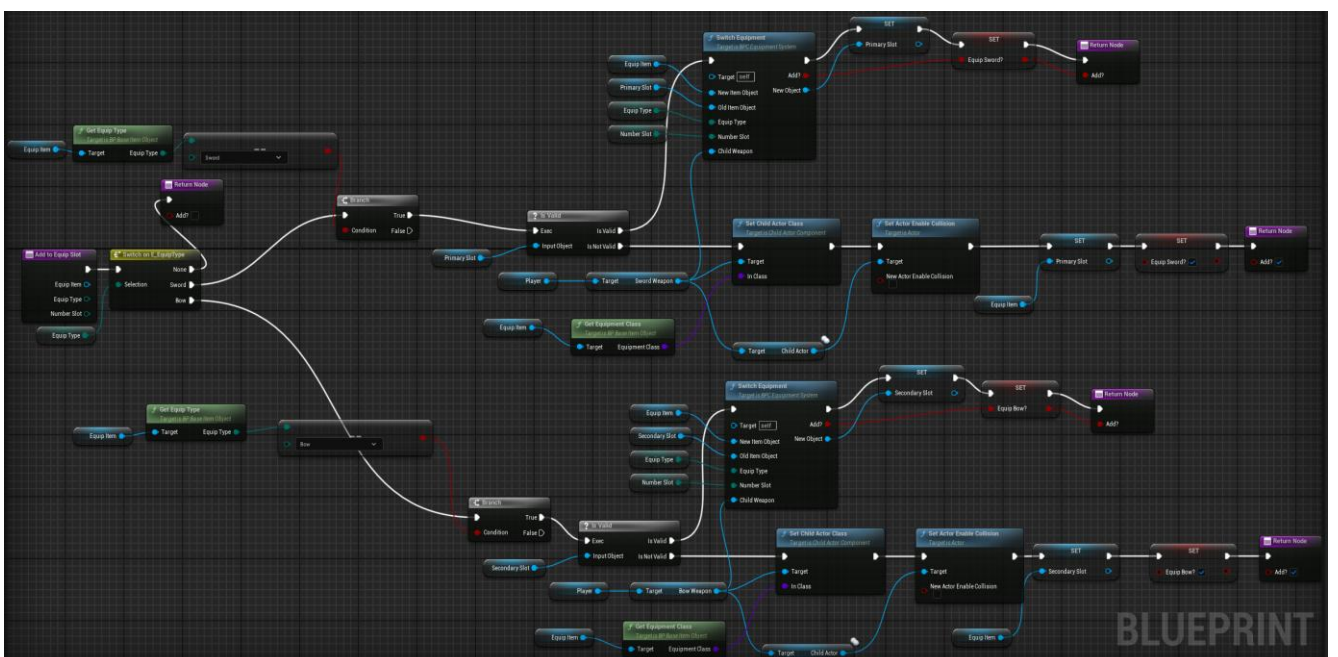 SET
Primary Slot
SET
Equip Sword?
Return Node
Add?
Switch Equipment
Target is BPC Equipment System
Target self
Add?
New Item Object
New Object
Old Item Object
Equip Type
Number Slot
Child Weapon
Equip Item
Primary Slot
Equip Type
Number Slot
Get Equip Type
Target is BP Base Item Object
Equip Item
Target
Equip Type
==
Sword
Return Node
Add?
Branch
True
Condition
False
Is Valid
Exec
Is Valid
Input Object
Is Not Valid
Primary Slot
Add to Equip Slot
Equip Item
Equip Type
Number Slot
Equip Type
Switch on E_EquipType
None
Selection
Sword
Bow
Player
Target
Sword Weapon
Set Child Actor Class
Target is Child Actor Component
Target
In Class
Set Actor Enable Collision
Target is Actor
Target
New Actor Enable Collision
SET
Primary Slot
SET
Equip Sword?
Return Node
Add?
Equip Item
Equip Item
Get Equipment Class
Target is BP Base Item Object
Target
Equipment Class
Target
Child Actor
Get Equip Type
Target is BP Base Item Object
Equip Item
Target
Equip Type
==
Bow
Switch Equipment
Target is BPC Equipment System
Target self
Add?
New Item Object
New Object
Old Item Object
Equip Type
Number Slot
Child Weapon
Equip Item
Secondary Slot
Equip Type
Number Slot
SET
Secondary Slot
SET
Equip Bow?
Return Node
Add?
Branch
True
Condition
False
Is Valid
Exec
Is Valid
Input Object
Is Not Valid
Secondary Slot
Player
Target
Bow Weapon
Set Child Actor Class
Target is Child Actor Component
Target
In Class
Set Actor Enable Collision
Target is Actor
Target
New Actor Enable Collision
SET
Secondary Slot
SET
Equip Bow?
Return Node
Add?
Equip Item
Get Equipment Class
Target is BP Base Item Object
Target
Equipment Class
Target
Child Actor
Equip Item
BLUEPRINT